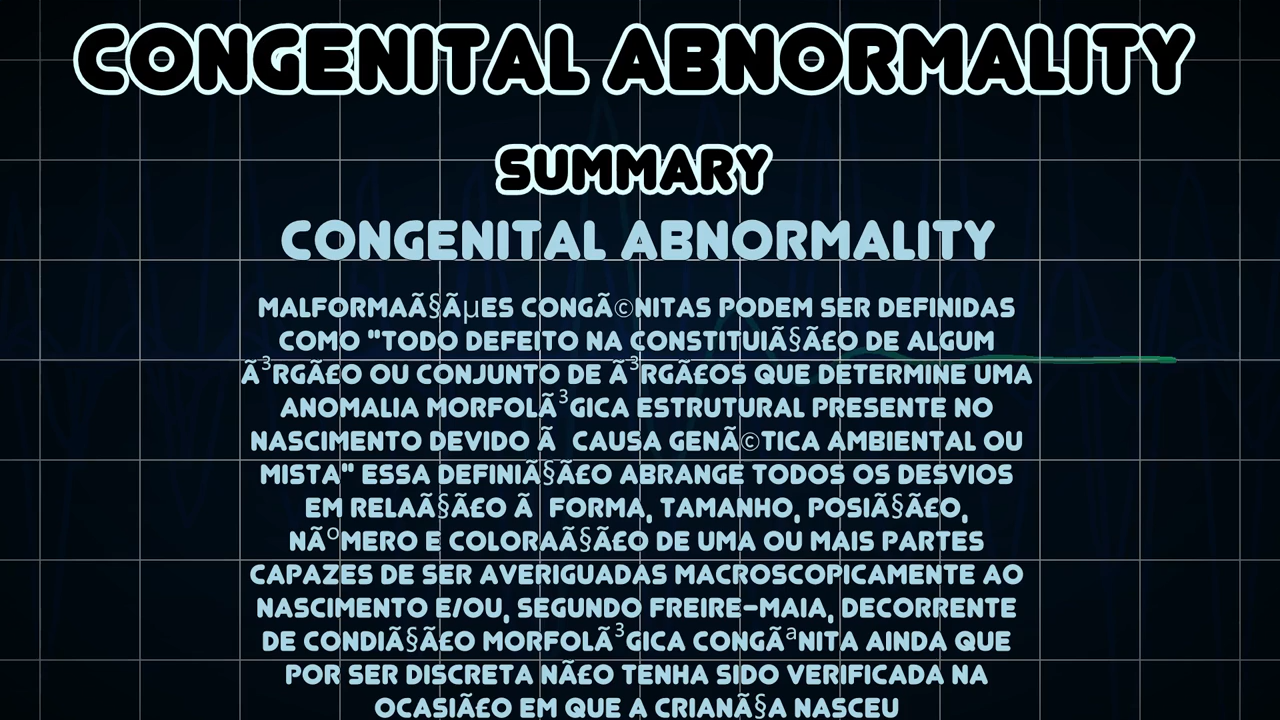 CONGENITAL ABNORMALITY
SUMMARY
CONGENITAL ABNORMALITY
MALFORMAÃ§ÃµES CONGÃ©NITAS PODEM SER DEFINIDAS
COMO "TODO DEFEITO NA CONSTITUIÃ§Ã£O DE ALGUM
Ã³RGÃ£O OU CONJUNTO DE Ã³RGÃ£OS QUE DETERMINE UMA
ANOMALIA MORFOLÃ³GICA ESTRUTURAL PRESENTE NO
NASCIMENTO DEVIDO Ã  CAUSA GENÃ©TICA AMBIENTAL OU
MISTA" ESSA DEFINIÃ§Ã£O ABRANGE TODOS OS DESVIOS
EM RELAÃ§Ã£O Ã  FORMA, TAMANHO, POSIÃ§Ã£O,
NÃºMERO E COLORAÃ§Ã£O DE UMA OU MAIS PARTES
CAPAZES DE SER AVERIGUADAS MACROSCOPICAMENTE AO
NASCIMENTO E/OU, SEGUNDO FREIRE-MAIA, DECORRENTE
DE CONDIÃ§Ã£O MORFOLÃ³GICA CONGÃªNITA AINDA QUE
POR SER DISCRETA NÃ£O TENHA SIDO VERIFICADA NA
OCASIÃ£O EM QUE A CRIANÃ§A NASCEU